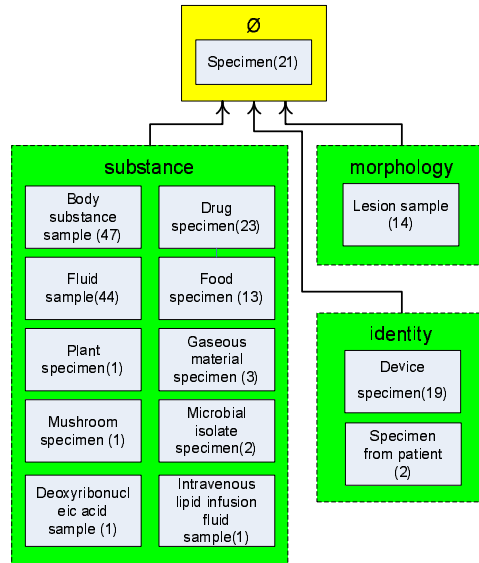 Ø
Specimen(21)
substance
Body
substance
sample (47)
Drug
specimen(23)
Fluid
sample(44)
Food
specimen (13)
Plant
specimen(1)
Gaseous
material
specimen (3)
Mushroom
specimen (1)
Microbial
isolate
specimen(2)
Deoxyribonucl
eic acid
sample (1)
Intravenous
lipid infusion
fluid
sample(1)
morphology
Lesion sample
(14)
identity
Device
specimen(19)
Specimen
from patient
(2)